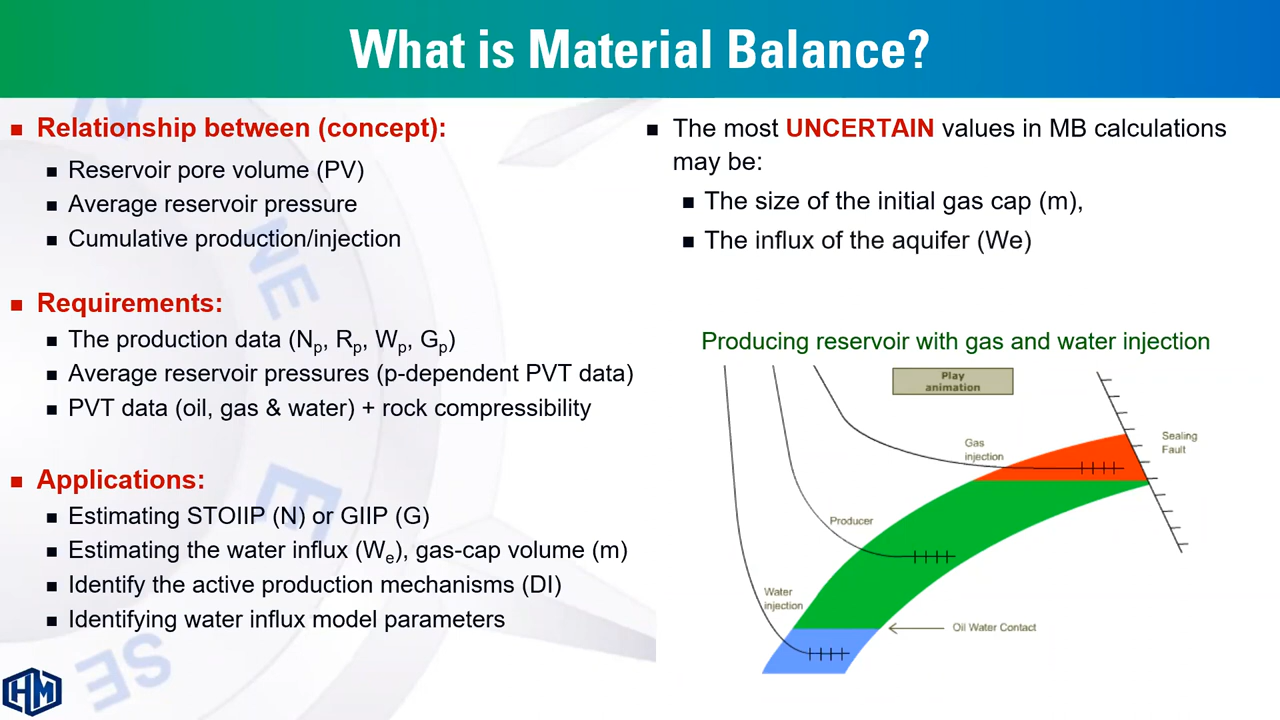 What is Material Balance?
Relationship between (concept):
Reservoir pore volume (PV)
Average reservoir pressure
Cumulative production/injection
Requirements:
The production data (Np, Rp, Wp, Gp)
Average reservoir pressures (p-dependent PVT data)
PVT data (oil, gas & water) + rock compressibility
Applications:
Estimating STOIIP (N) or GIIP (G)
Estimating the water influx (We), gas-cap volume (m)
Identify the active production mechanisms (DI)
Identifying water influx model parameters
The most UNCERTAIN values in MB calculations
may be:
The size of the initial gas cap (m),
The influx of the aquifer (We)
Producing reservoir with gas and water injection
Play
animation
Gas
injection
Sealing
Fault
Producer
Water
injection
Oil Water Contact
NE
E
SE
N
HM